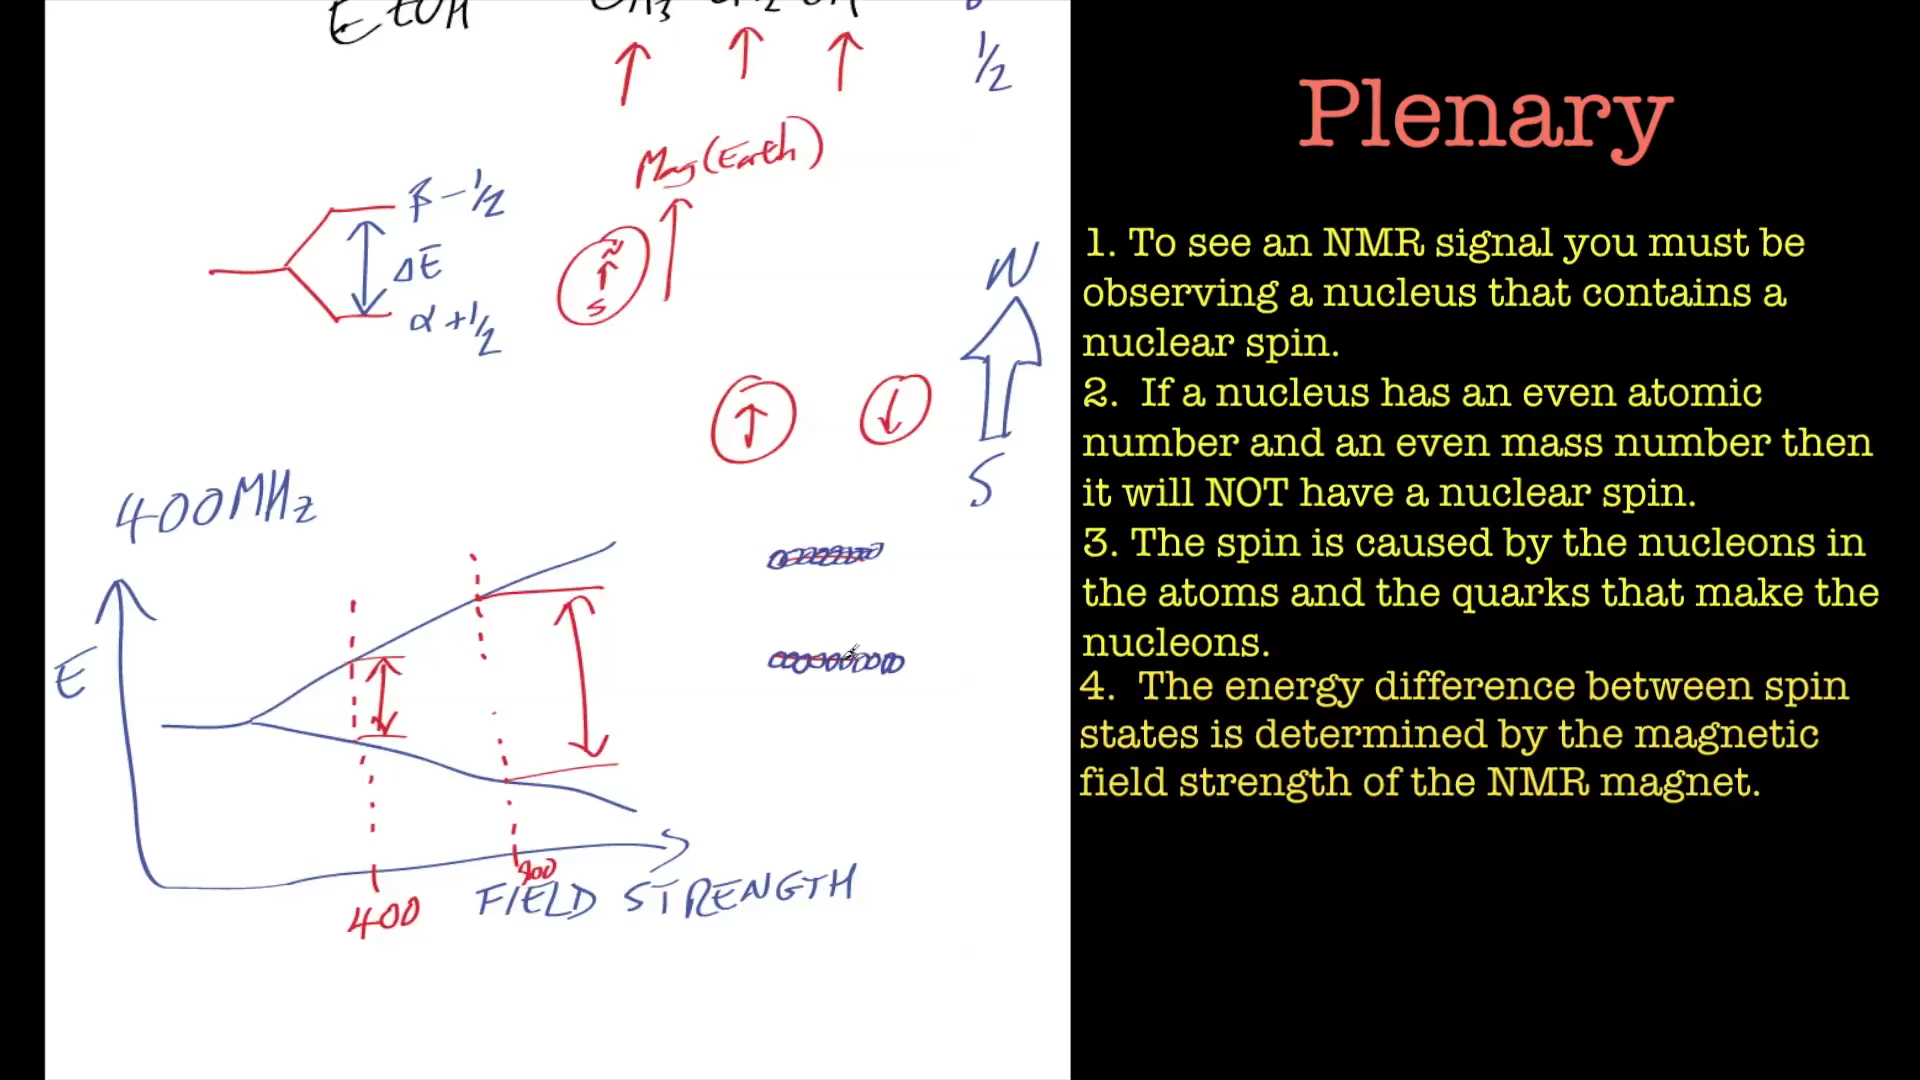 EtOH
1/2
Mag (Earth)
β -1/2
ΔE
α +1/2
N
S
N
S
400MHz
E
400
900
FIELD STRENGTH
Plenary
1. To see an NMR signal you must be
observing a nucleus that contains a
nuclear spin.
2. If a nucleus has an even atomic
number and an even mass number then
it will NOT have a nuclear spin.
3. The spin is caused by the nucleons in
the atoms and the quarks that make the
nucleons.
4. The energy difference between spin
states is determined by the magnetic
field strength of the NMR magnet.